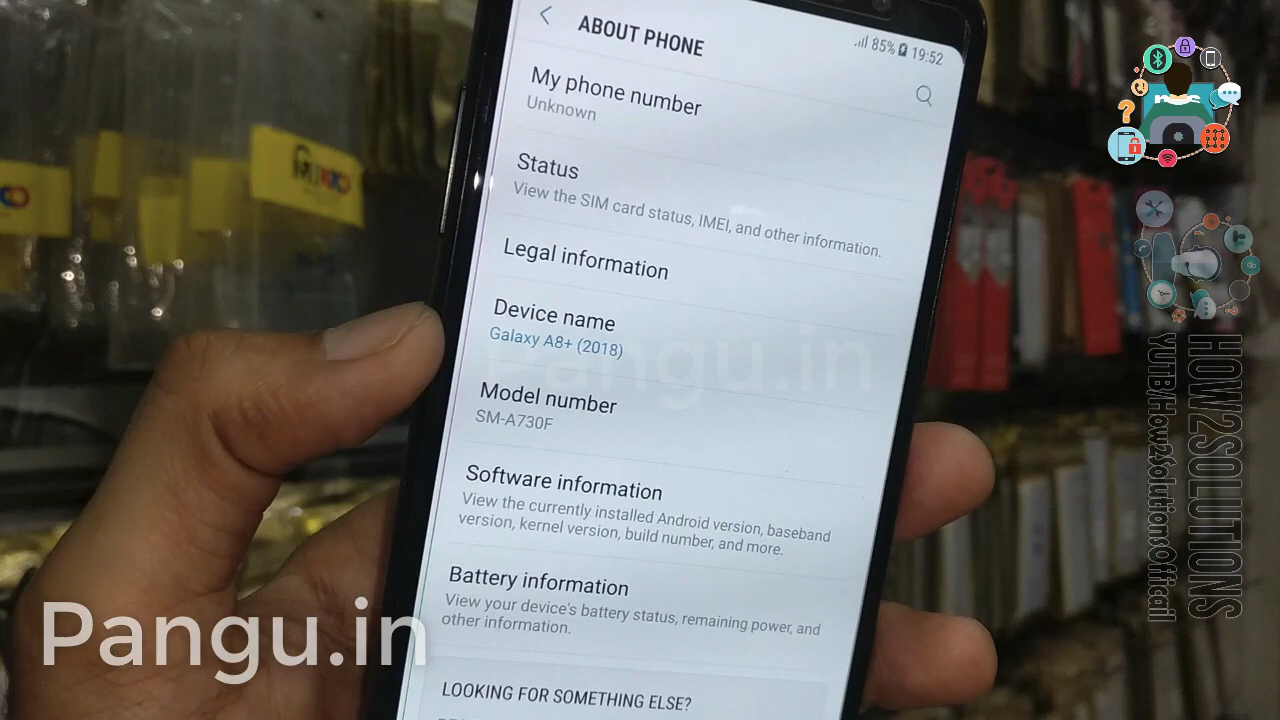 ABOUT PHONE
85% 19:52
My phone number
Unknown
Status
View the SIM card status, IMEI, and other information.
Legal information
Device name
Galaxy A8+ (2018)
Model number
SM-A730F
Software information
View the currently installed Android version, baseband
version, kernel version, build number, and more.
Battery information
View your device's battery status, remaining power, and
other information.
LOOKING FOR SOMETHING ELSE?
Pangu.in
Pangu.in
HOW2SOLUTIONS
YUTB/How2SolutionsOfficail